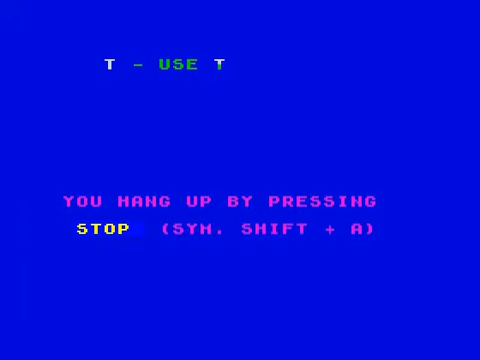 T - USE T
YOU HANG UP BY PRESSING
STOP (SYM. SHIFT + A)